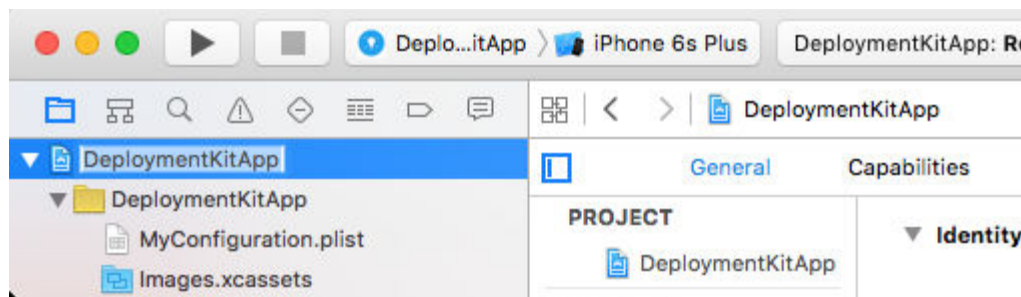 Deplo...itApp iPhone 6s Plus DeploymentKitApp:
DeploymentKitApp
DeploymentKitApp General Capabilities
DeploymentKitApp PROJECT
MyConfiguration.plist Identity
DeploymentKitApp
Images.xcassets